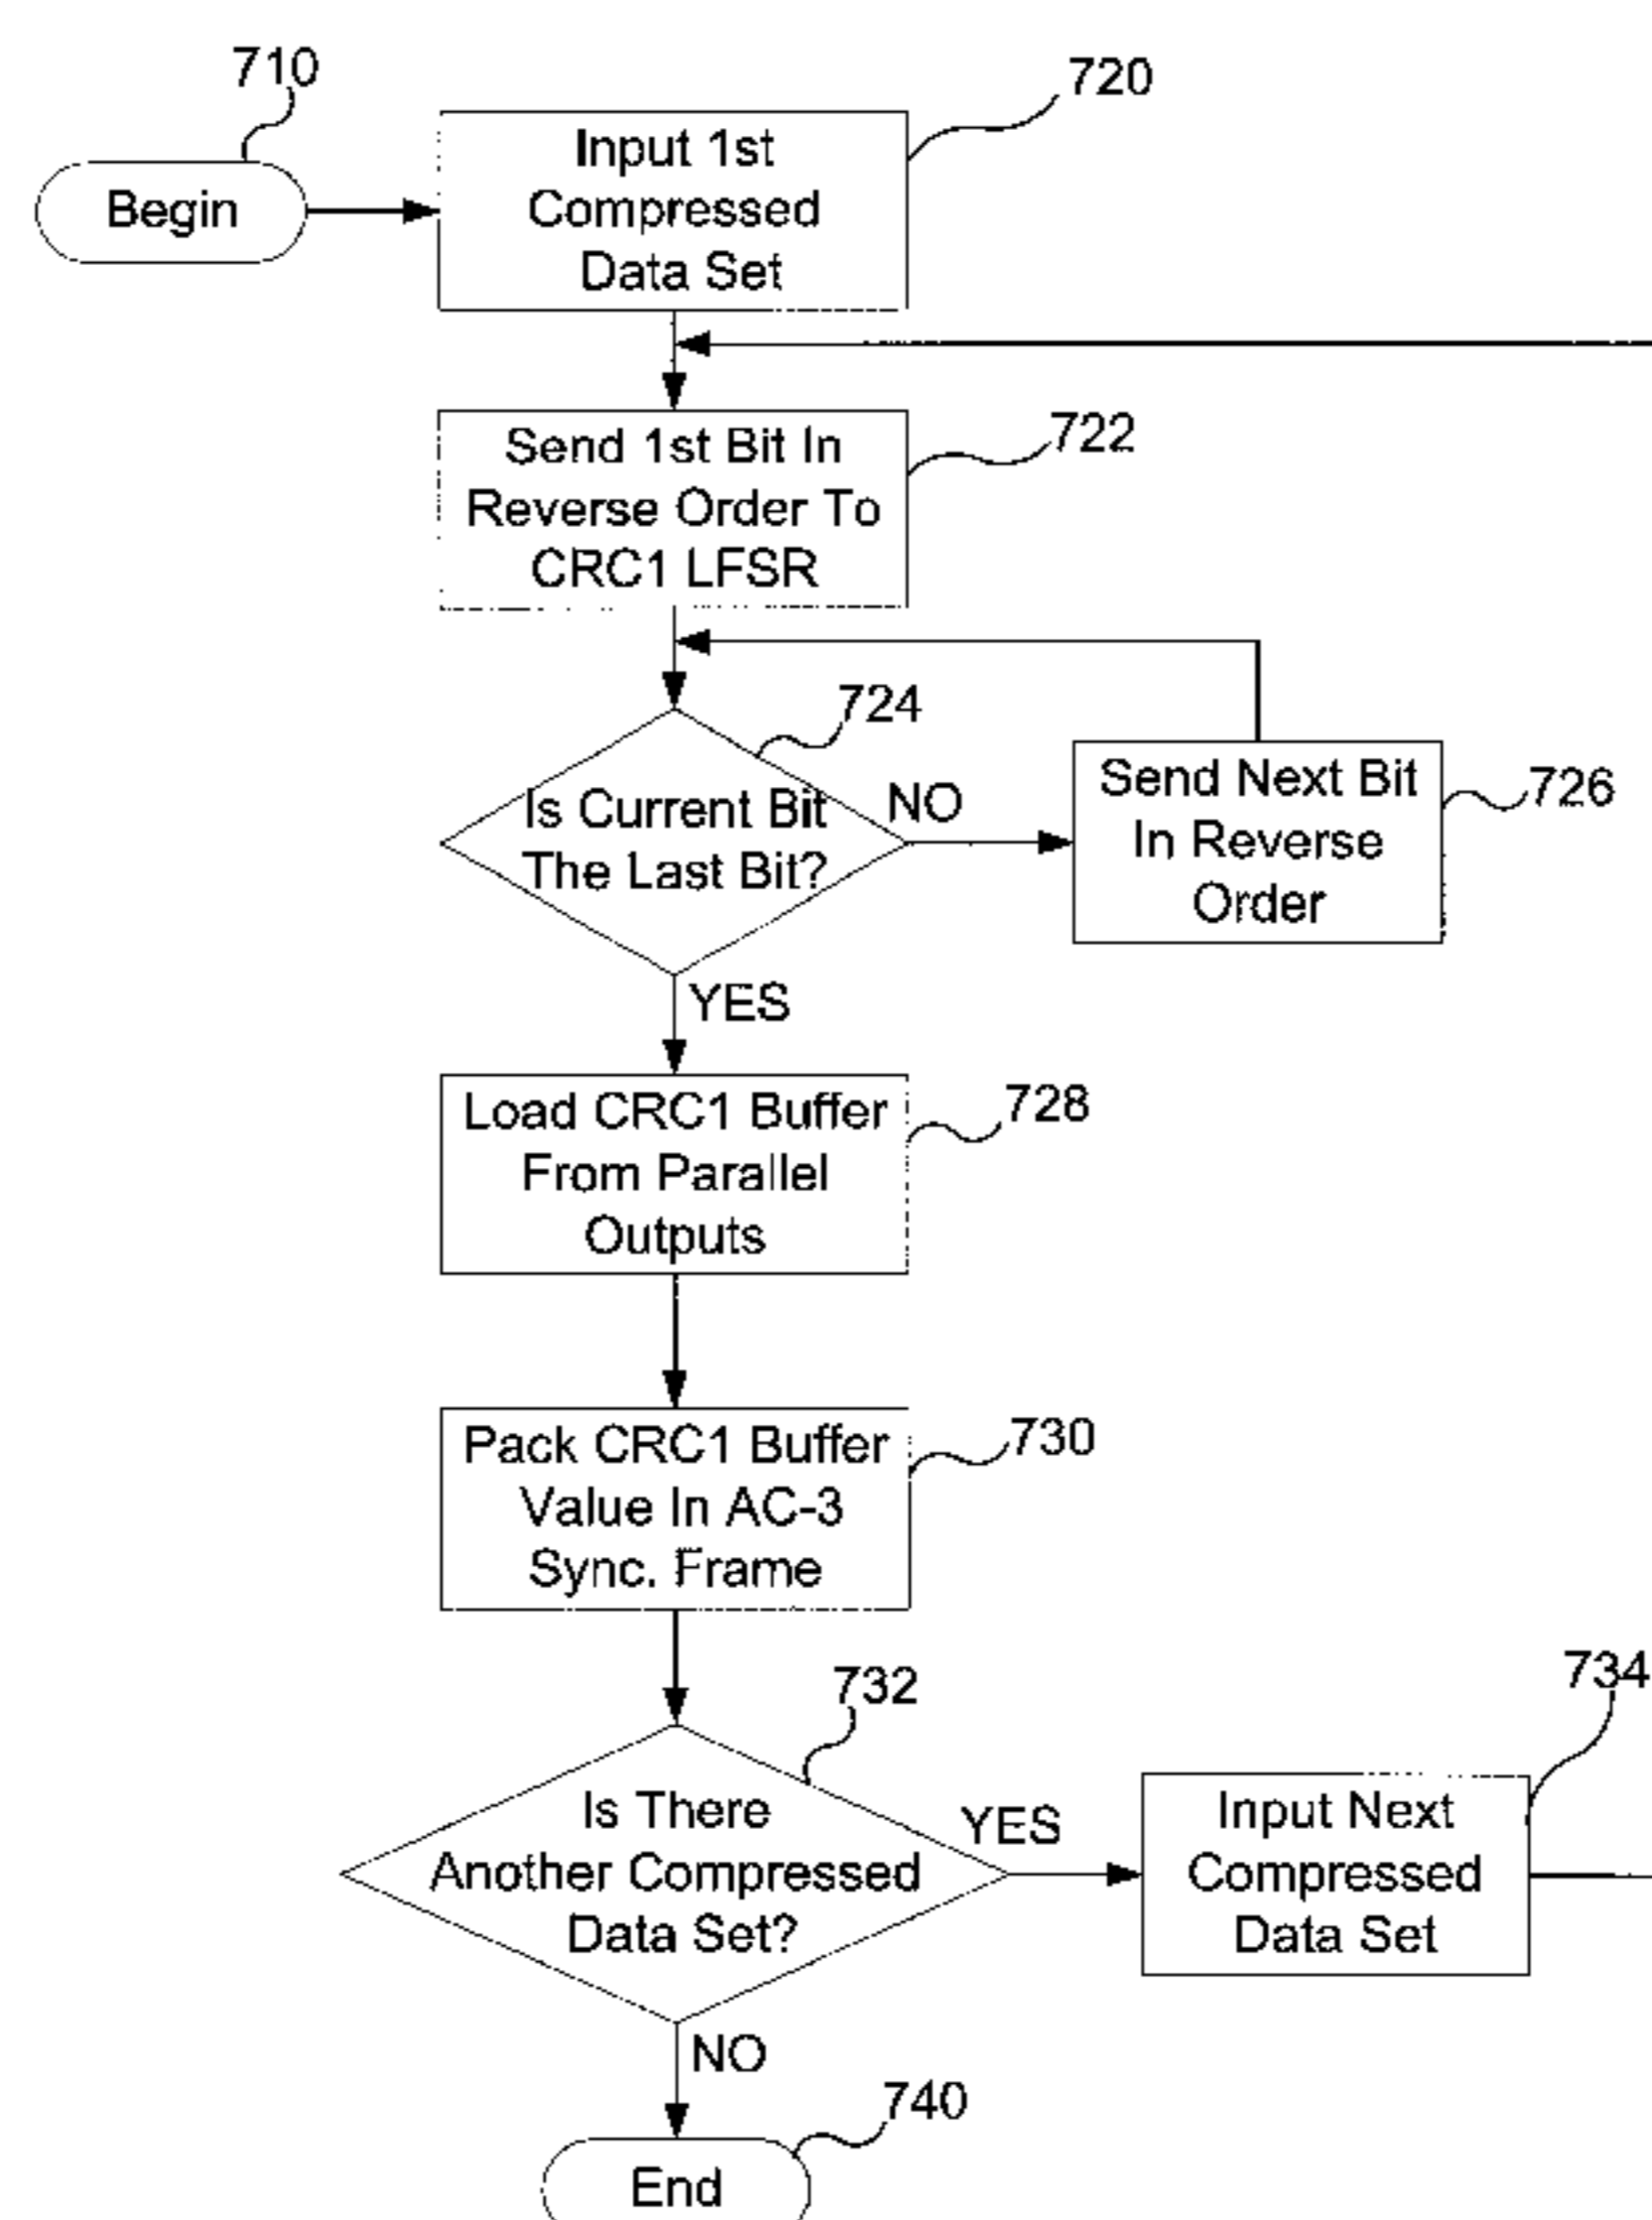 710
Begin
720
Input 1st
Compressed
Data Set
722
Send 1st Bit In
Reverse Order To
CRC1 LFSR
724
Is Current Bit
The Last Bit?
NO
726
Send Next Bit
In Reverse
Order
YES
728
Load CRC1 Buffer
From Parallel
Outputs
730
Pack CRC1 Buffer
Value In AC-3
Sync. Frame
732
Is There
Another Compressed
Data Set?
YES
734
Input Next
Compressed
Data Set
NO
740
End